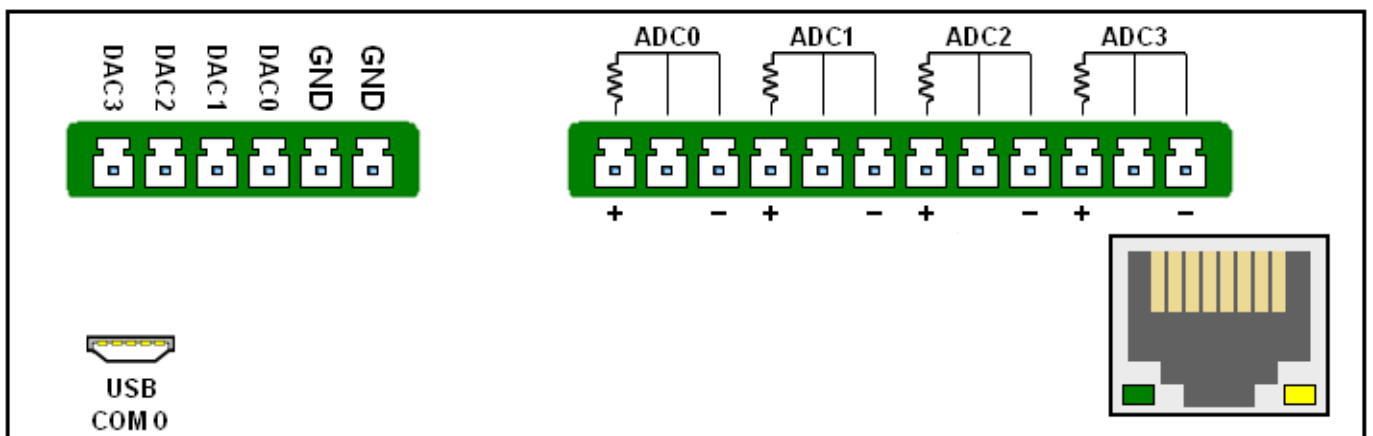 DAC3 DAC2 DAC1 DAC0 GND GND
ADC0 ADC1 ADC2 ADC3
+ − + − + − + −
USB
COM 0